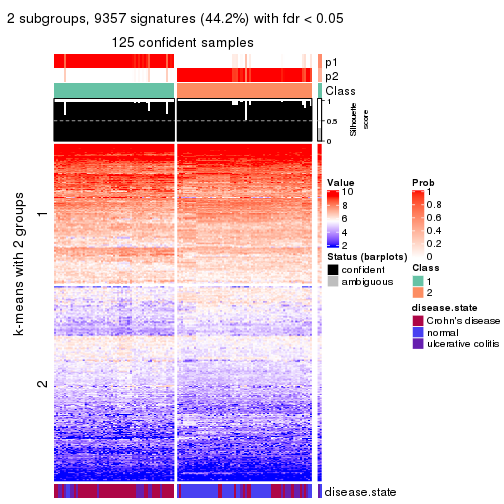 2 subgroups, 9357 signatures (44.2%) with fdr < 0.05
125 confident samples
p1
p2
Class
1
0.5
0
Silhouette
score
k-means with 2 groups
1
2
disease.state
Value
10
8
6
4
2
Prob
1
0.8
0.6
0.4
0.2
0
Status (barplots)
confident
ambiguous
Class
1
2
disease.state
Crohn's disease
normal
ulcerative colitis